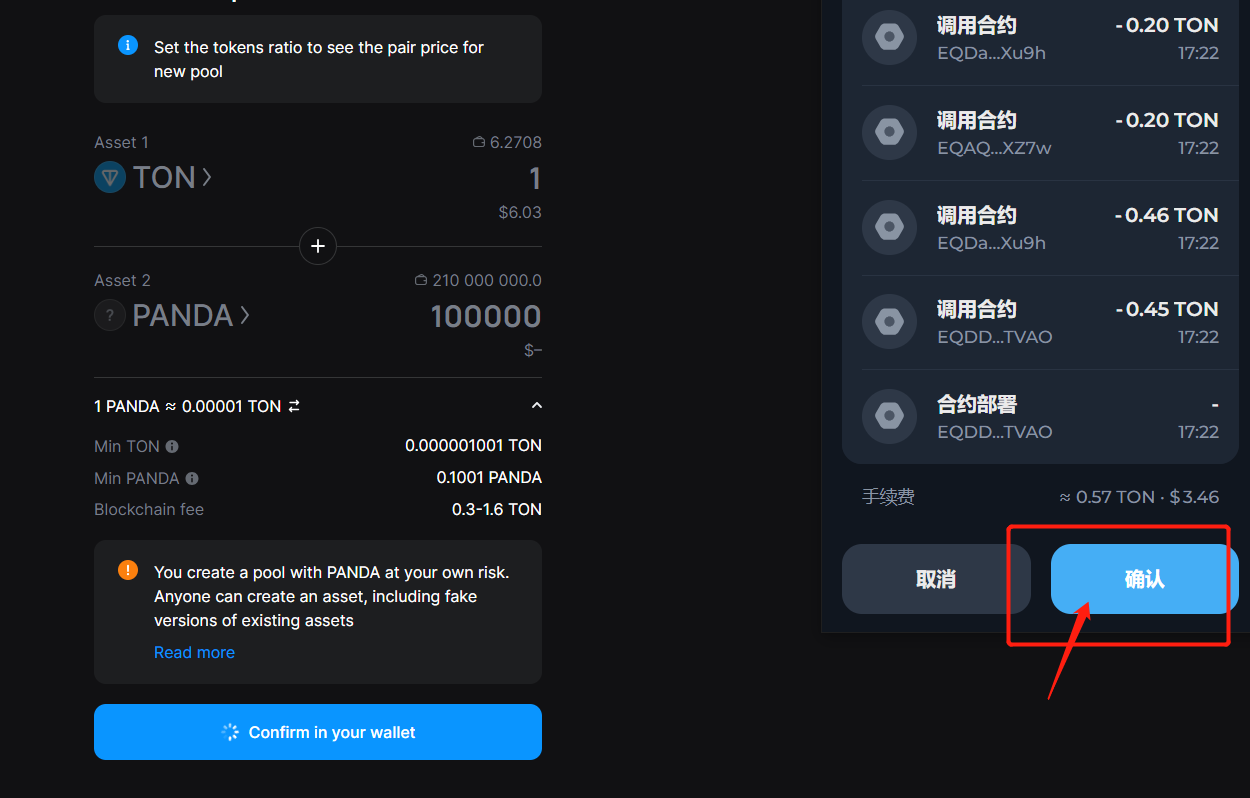 Set the tokens ratio to see the pair price for
new pool
Asset 1
6.2708
TON
1
$6.03
Asset 2
210 000 000.0
?
PANDA
100000
$–
1 PANDA ≈ 0.00001 TON
Min TON
0.000001001 TON
Min PANDA
0.1001 PANDA
Blockchain fee
0.3-1.6 TON
You create a pool with PANDA at your own risk.
Anyone can create an asset, including fake
versions of existing assets
Read more
Confirm in your wallet
调用合约
- 0.20 TON
EQDa...Xu9h
17:22
调用合约
- 0.20 TON
EQAQ...XZ7w
17:22
调用合约
- 0.46 TON
EQDa...Xu9h
17:22
调用合约
- 0.45 TON
EQDD...TVAO
17:22
合约部署
-
EQDD...TVAO
17:22
手续费
≈ 0.57 TON · $ 3.46
取消
确认